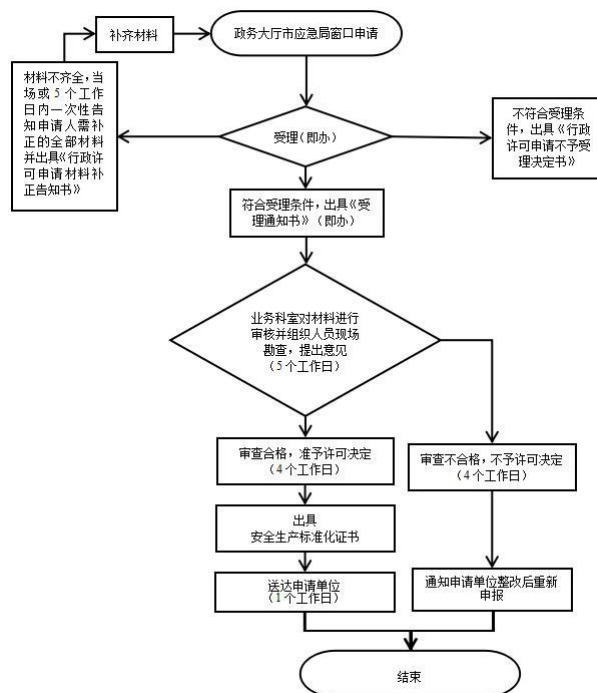 补齐材料
政务大厅市应急局窗口申请
材料不齐全,当
场或5个工作
日内一次性告
知申请人需补
正的全部材料
并出具《行政许
可申请材料补
正告知书》
受理(即办)
不符合受理条
件,出具《行政
许可申请不予受
理决定书》
符合受理条件,出具《受
理通知书》(即办)
业务科室对材料进行
审核并组织人员现场
勘查,提出意见
(5个工作日)
审查合格,准予许可决定
(4个工作日)
审查不合格,不予许可决定
(4个工作日)
出具
安全生产标准化证书
送达申请单位
(1个工作日)
通知申请单位整改后重新
申报
结束